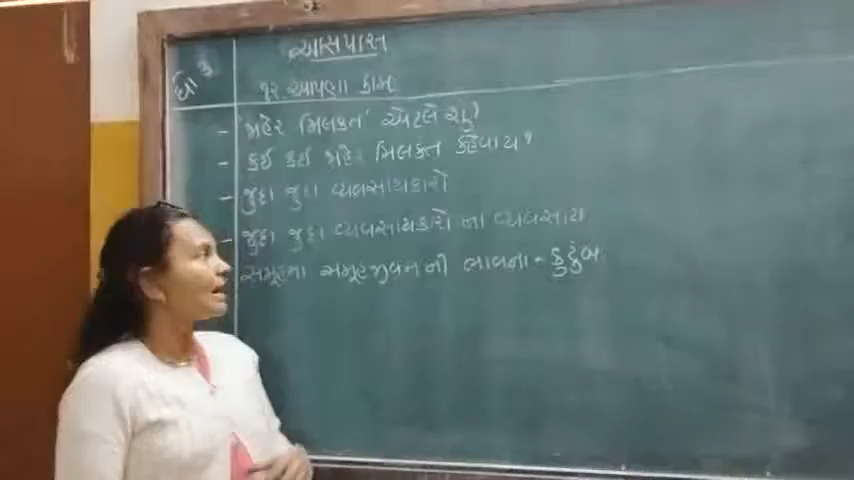 ધો ૩
આસપાસ
૧૨. આપણા કામ
- 'જાહેર મિલકત' એટલે શું?
- કઈ કઈ જાહેર મિલકત કહેવાય?
- જુદા જુદા વ્યવસાયકારો
- જુદા જુદા વ્યવસાયકારો ના વ્યવસાય
સમૂહના સમૂહજીવન ની ભાવના - કુટુંબ